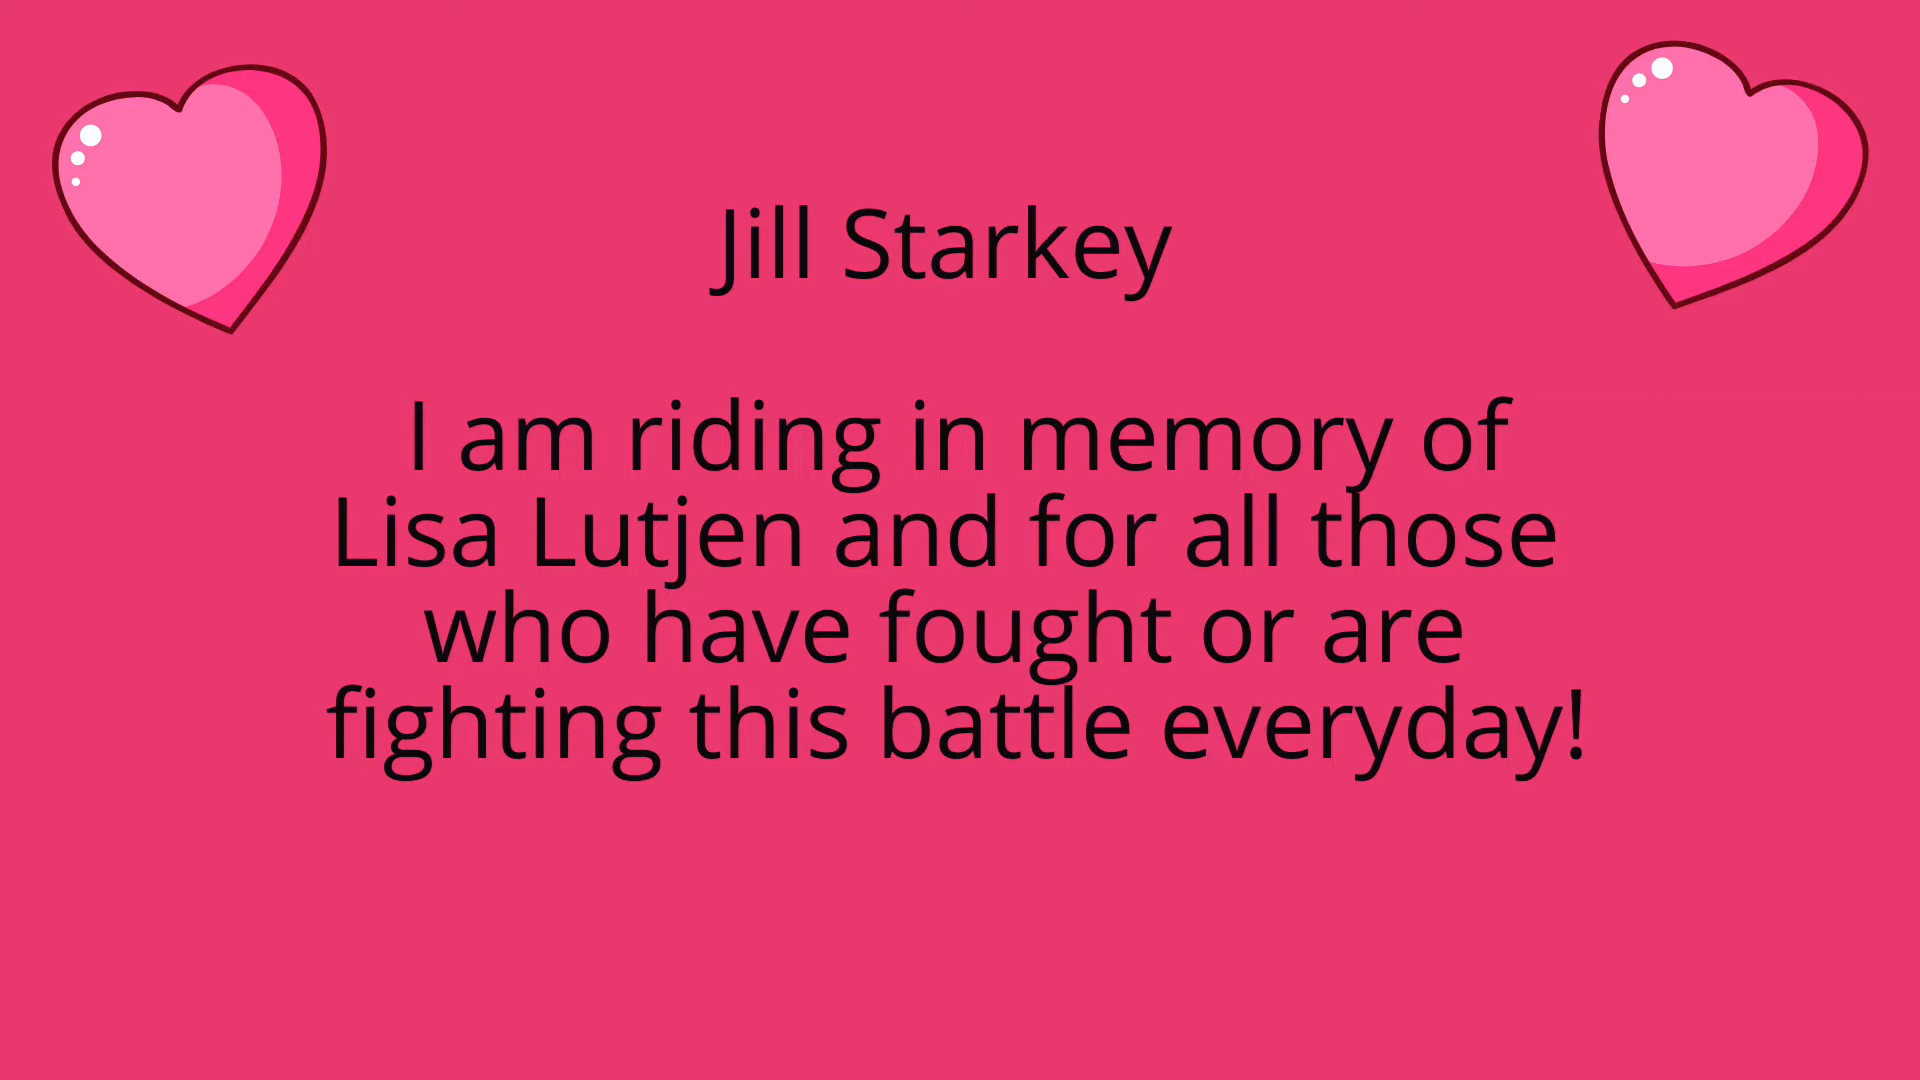 Jill Starkey
I am riding in memory of
Lisa Lutjen and for all those
who have fought or are
fighting this battle everyday!